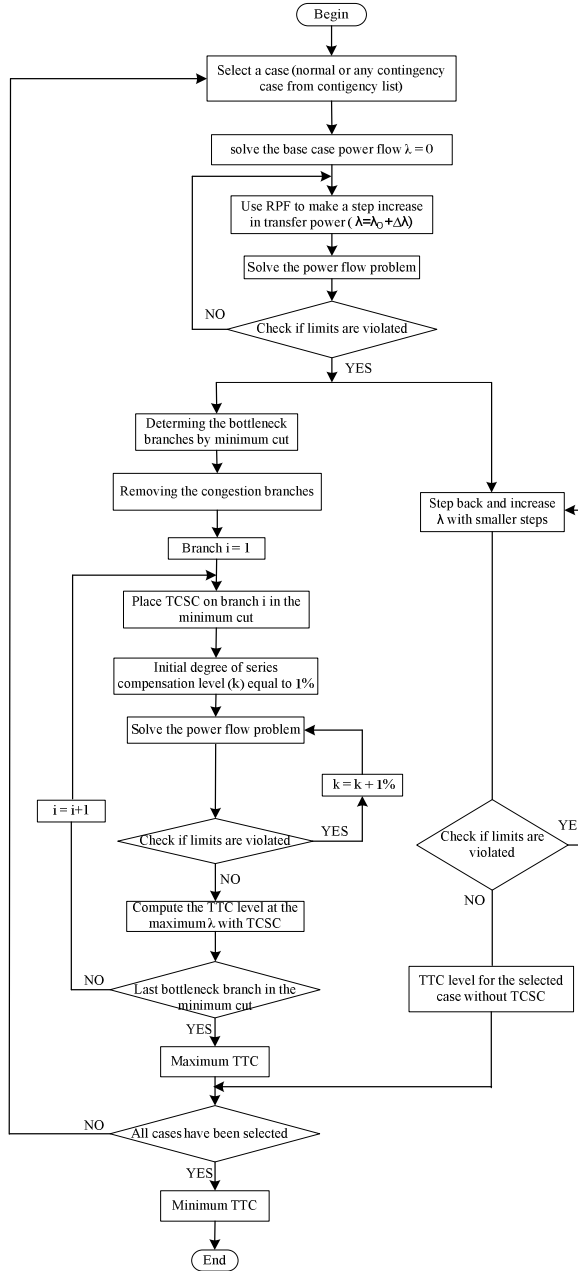 Begin
Select a case (normal or any contingency
case from contigency list)
solve the base case power flow λ = 0
Use RPF to make a step increase
in transfer power ( λ=λ₀+Δλ)
Solve the power flow problem
NO
Check if limits are violated
YES
Determing the bottleneck
branches by minimum cut
Removing the congestion branches
Branch i = 1
Place TCSC on branch i in the
minimum cut
Initial degree of series
compensation level (k) equal to 1%
Solve the power flow problem
k = k + 1%
i = i+1
Check if limits are violated
YES
NO
Compute the TTC level at the
maximum λ with TCSC
NO
Last bottleneck branch in the
minimum cut
YES
Maximum TTC
Step back and increase
λ with smaller steps
Check if limits are
violated
YE
NO
TTC level for the selected
case without TCSC
NO
All cases have been selected
YES
Minimum TTC
End